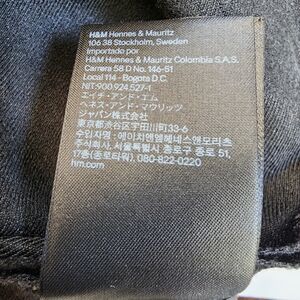 H&M Hennes & Mauritz
106 38 Stockholm, Sweden
Importado por
H&M Hennes & Mauritz Colombia S.A.S.
Carrera 58 D No. 146-51
Local 114 - Bogota D.C.
NIT:900.924.527-1
エイチ・アンド・エム
ヘネス・アンド・マウリッツ
ジャパン株式会社
東京都渋谷区宇田川町33-6
수입자명 : 에이치앤엠헤네스앤모리츠
주식회사, 서울특별시 종로구 종로 51,
17층(종로타워), 080-822-0220
hm.com